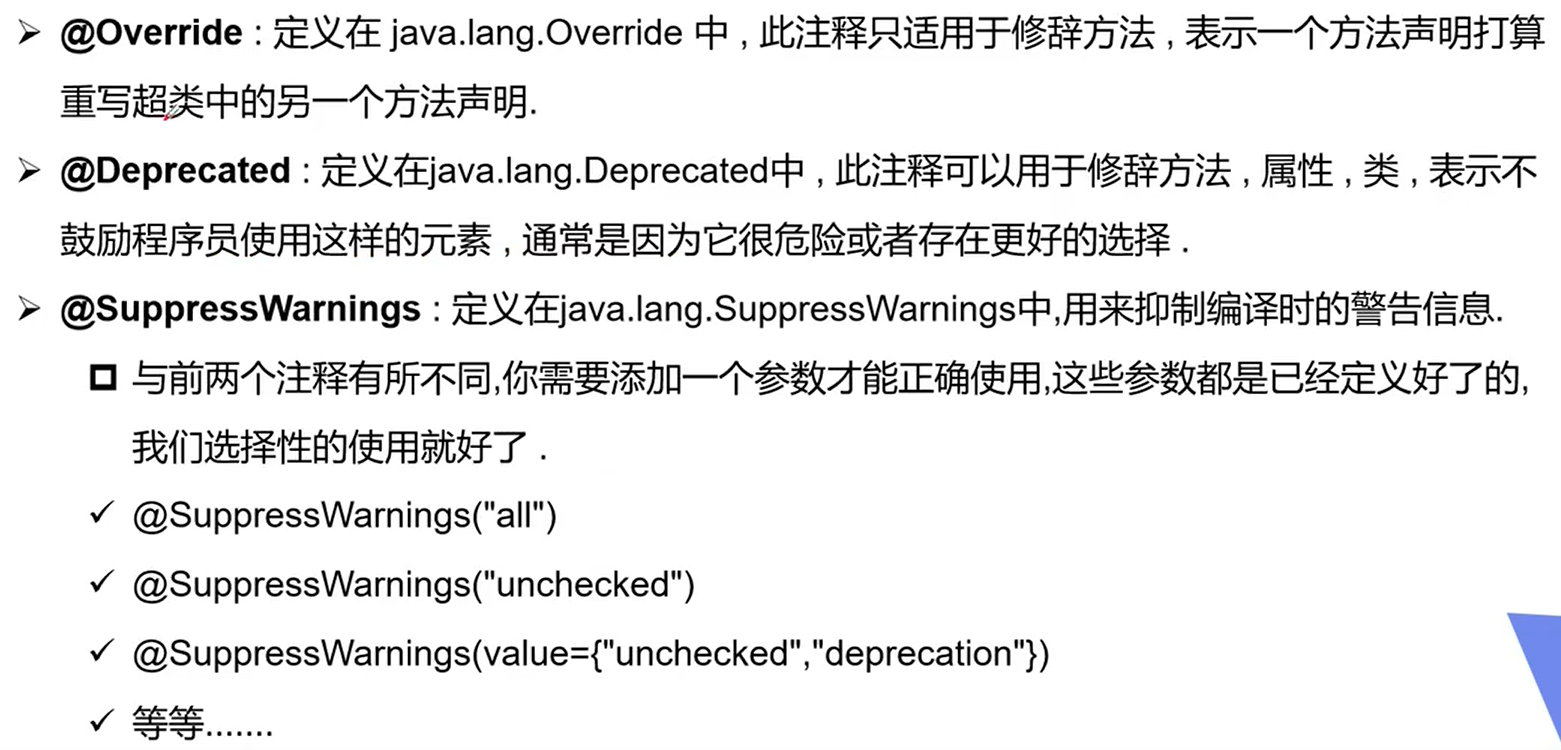 @Override : 定义在 java.lang.Override 中 , 此注释只适用于修辞方法 , 表示一个方法声明打算
重写超类中的另一个方法声明.
@Deprecated : 定义在java.lang.Deprecated中 , 此注释可以用于修辞方法 , 属性 , 类 , 表示不
鼓励程序员使用这样的元素 , 通常是因为它很危险或者存在更好的选择 .
@SuppressWarnings : 定义在java.lang.SuppressWarnings中,用来抑制编译时的警告信息.
与前两个注释有所不同,你需要添加一个参数才能正确使用,这些参数都是已经定义好了的,
我们选择性的使用就好了 .
@SuppressWarnings("all")
@SuppressWarnings("unchecked")
@SuppressWarnings(value={"unchecked","deprecation"})
等等.......